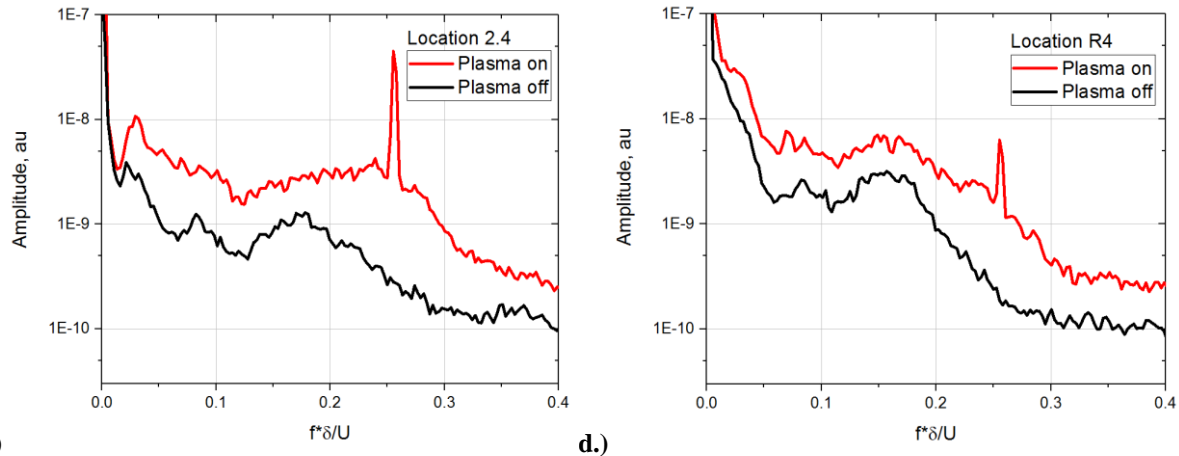 1E-7
1E-8
1E-9
1E-10
Amplitude, au
Location 2.4
Plasma on
Plasma off
0.0 0.1 0.2 0.3 0.4
f*δ/U
)
1E-7
1E-8
1E-9
1E-10
Amplitude, au
Location R4
Plasma on
Plasma off
0.0 0.1 0.2 0.3 0.4
f*δ/U
d.)